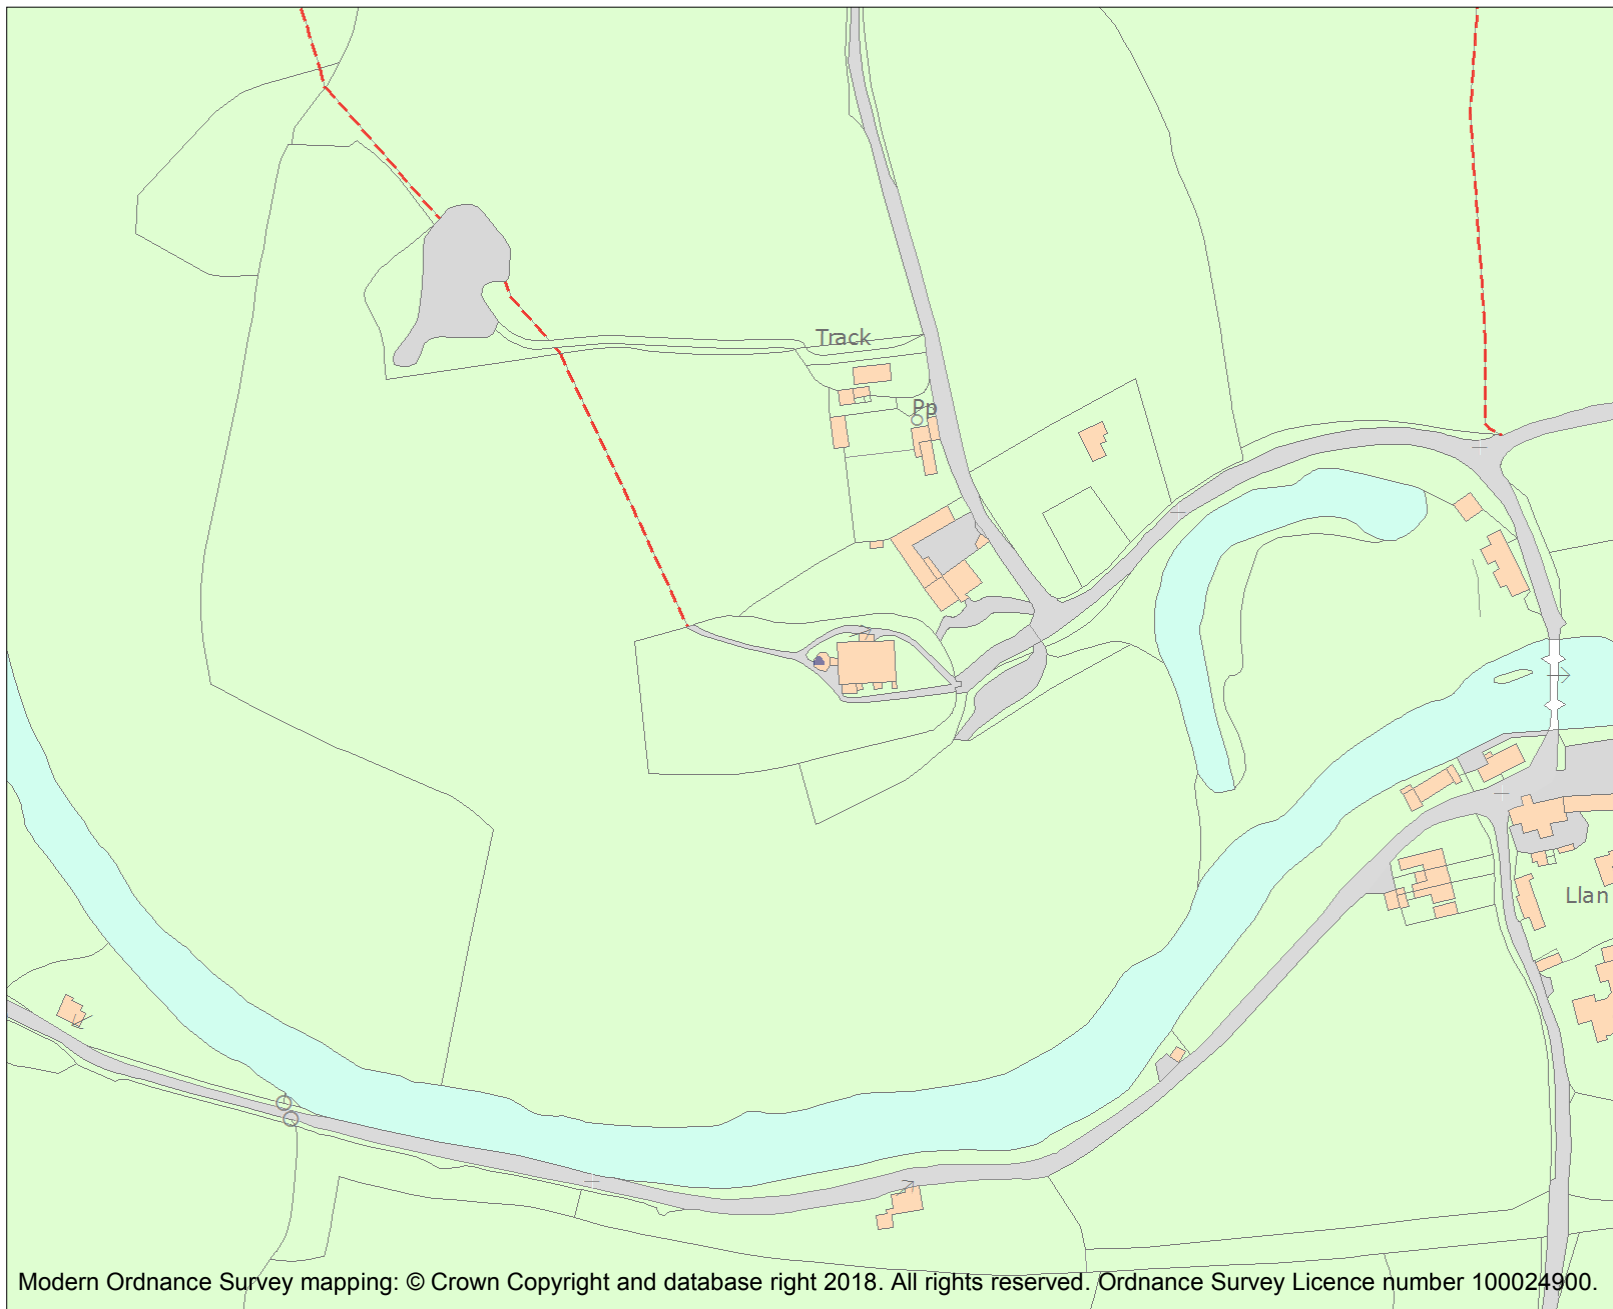 Track
Pp
Llan
Modern Ordnance Survey mapping: © Crown Copyright and database right 2018. All rights reserved. Ordnance Survey Licence number 100024900.